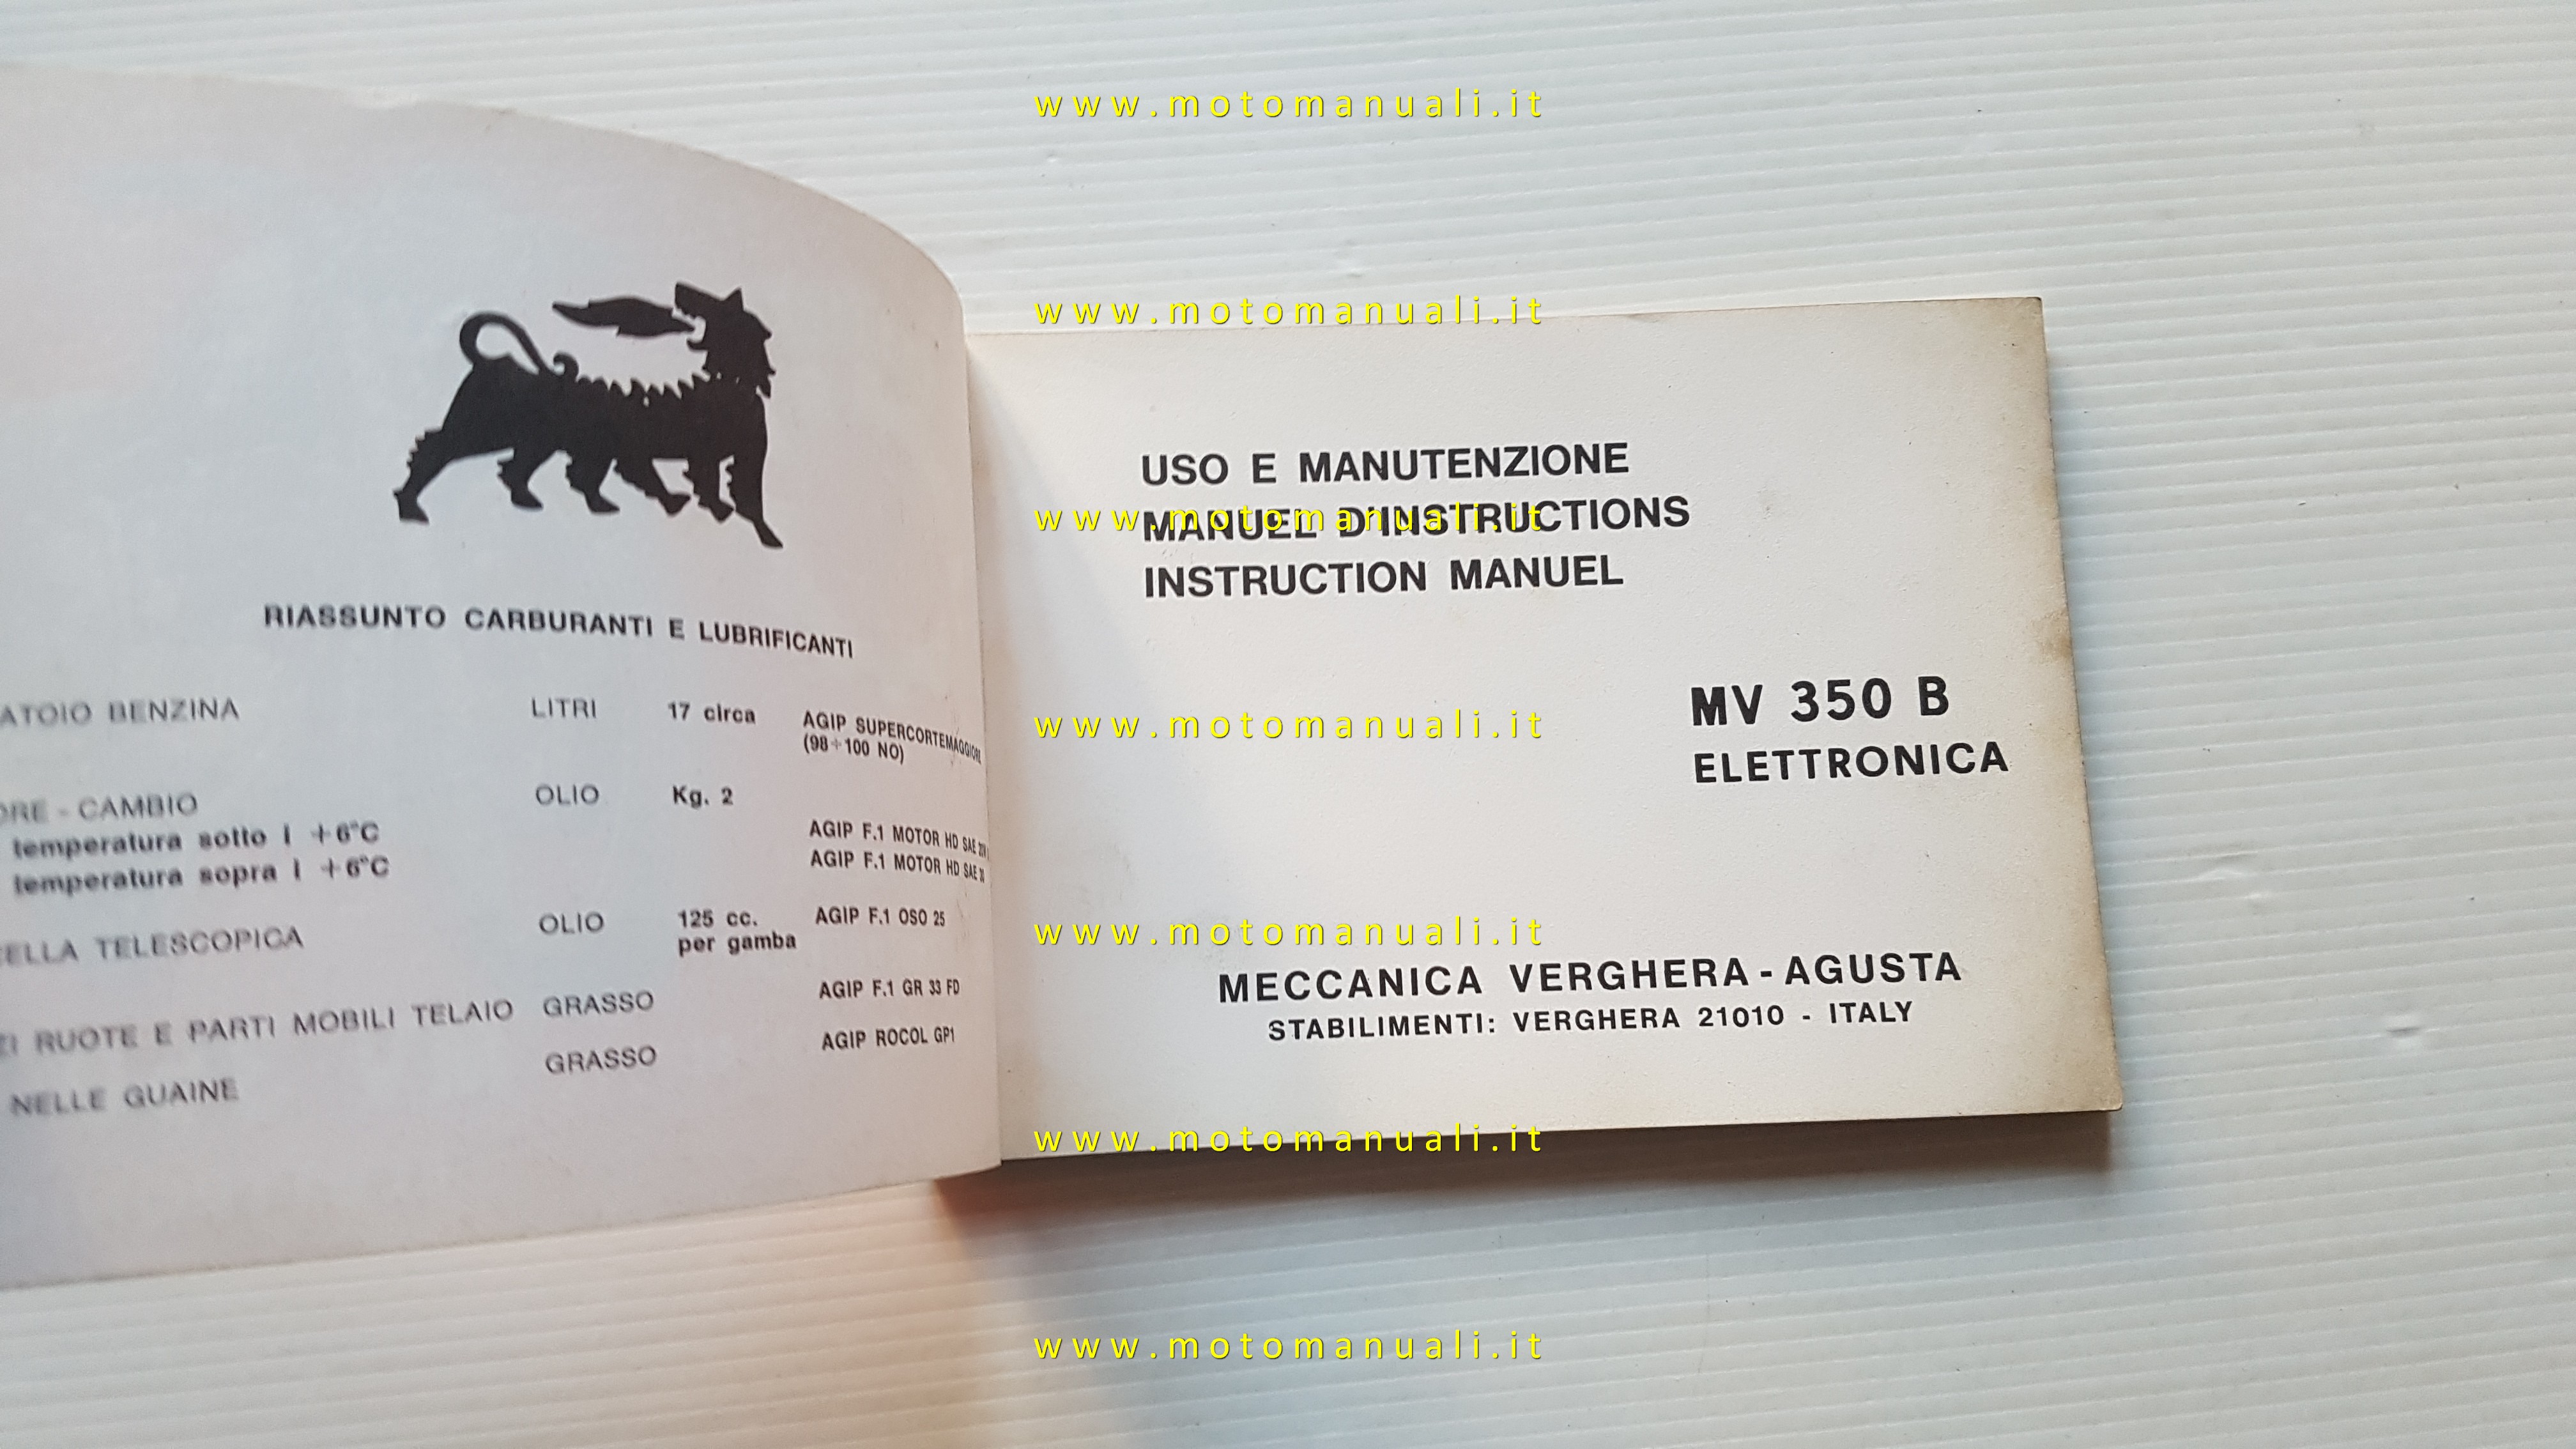 RIASSUNTO CARBURANTI E LUBRIFICANTI
ATOIO BENZINA LITRI 17 circa AGIP SUPERCORTEMAGGIORE
(98÷100 NO)
ORE - CAMBIO OLIO Kg. 2
temperatura sotto i +6°C AGIP F.1 MOTOR HD SAE
temperatura sopra i +6°C AGIP F.1 MOTOR HD SAE
ELLA TELESCOPICA OLIO 125 cc. AGIP F.1 OSO 25
per gamba
ZI RUOTE E PARTI MOBILI TELAIO GRASSO AGIP F.1 GR 33 FD
NELLE GUAINE GRASSO AGIP ROCOL GP1
USO E MANUTENZIONE
MANUEL D'INSTRUCTIONS
INSTRUCTION MANUEL
MV 350 B
ELETTRONICA
MECCANICA VERGHERA - AGUSTA
STABILIMENTI: VERGHERA 21010 - ITALY
www.motomanuali.it
www.motomanuali.it
www.motomanuali.it
www.motomanuali.it
www.motomanuali.it
www.motomanuali.it
www.motomanuali.it